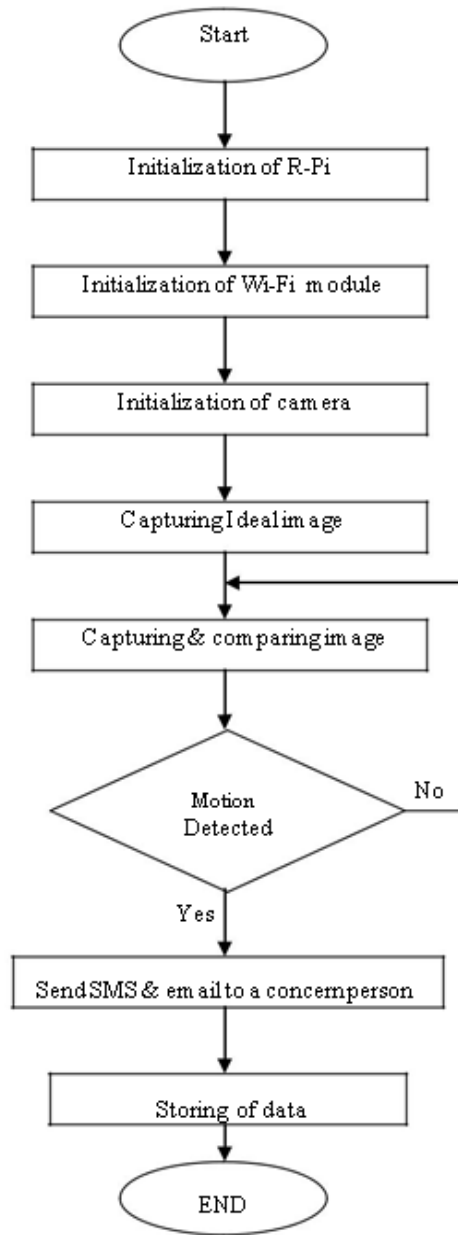 Start
Initialization of R-Pi
Initialization of Wi-Fi module
Initialization of camera
Capturing Ideal image
Capturing & comparing image
Motion
Detected
No
Yes
Send SMS & email to a concern person
Storing of data
END